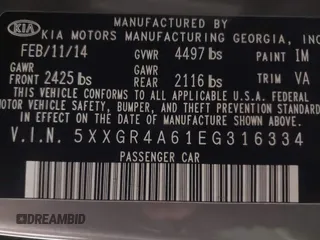 KIA KIA MOTORS MANUFACTURING GEORGIA, INC
FEB/11/14 GVWR 4497 lbs PAINT IM
GAWR FRONT 2425 lbs GAWR REAR 2116 lbs TRIM VA
THIS VEHICLE CONFORMS TO ALL APPLICABLE U.S.A. FEDERAL
MOTOR VEHICLE SAFETY, BUMPER, AND THEFT PREVENTION
STANDARDS IN EFFECT ON THE DATE OF MANUFACTURE SHOWN ABOVE.
V.I.N. 5XXGR4A61EG316334
PASSENGER CAR
DREAMBID